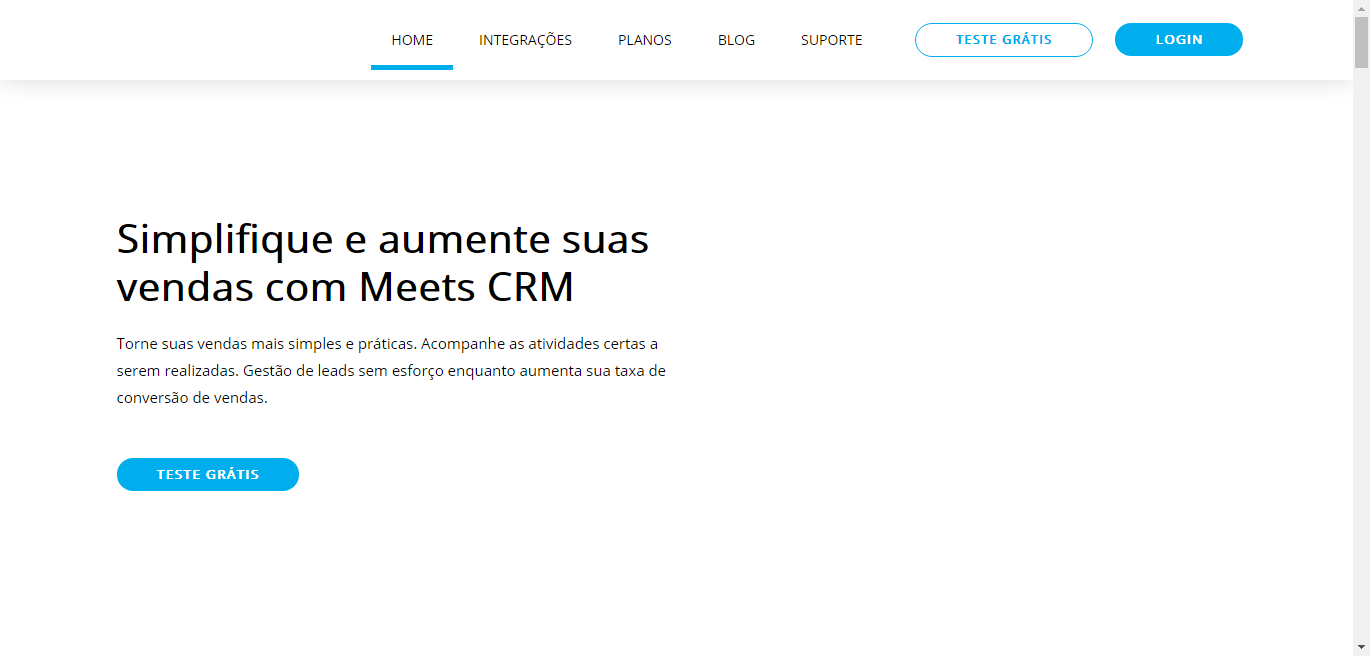 HOME INTEGRAÇÕES PLANOS BLOG SUPORTE TESTE GRÁTIS LOGIN
Simplifique e aumente suas
vendas com Meets CRM
Torne suas vendas mais simples e práticas. Acompanhe as atividades certas a
serem realizadas. Gestão de leads sem esforço enquanto aumenta sua taxa de
conversão de vendas.
TESTE GRÁTIS